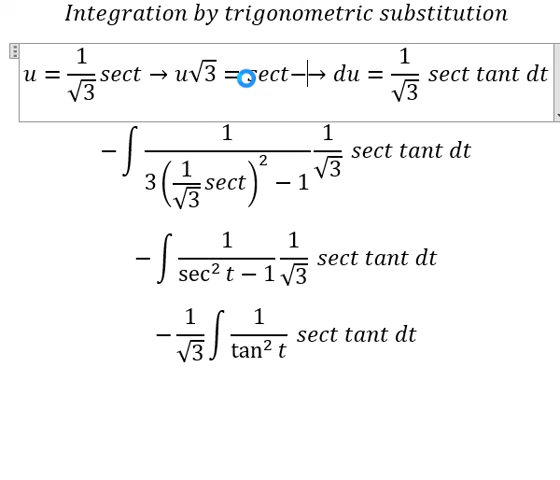 Integration by trigonometric substitution
u = 1/√3 sect → u√3 = sect−→ du = 1/√3 sect tant dt
−∫ 1/(3(1/√3 sect)² − 1) 1/√3 sect tant dt
−∫ 1/(sec² t − 1) 1/√3 sect tant dt
−1/√3 ∫ 1/(tan² t) sect tant dt